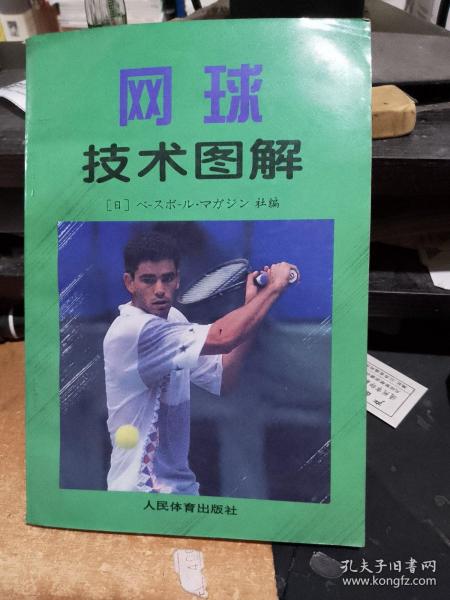 网球
技术图解
[日]ベースボール・マガジン 社编
人民体育出版社
孔夫子旧书网
www.kongfz.com